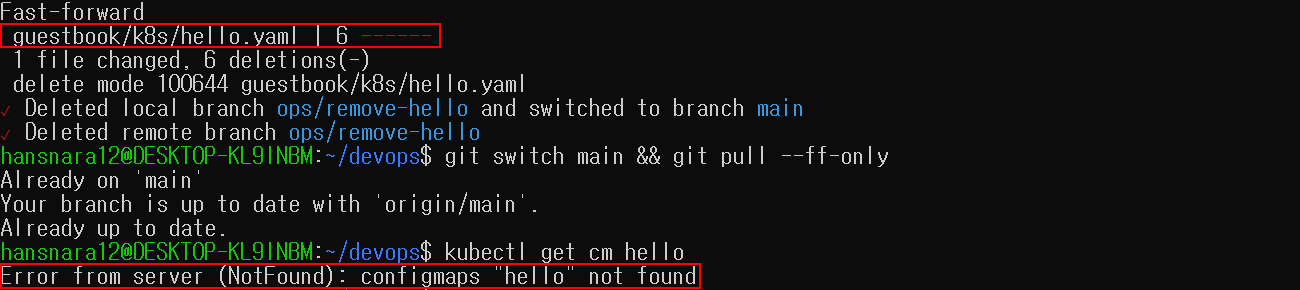 Fast-forward
 guestbook/k8s/hello.yaml | 6 ------
 1 file changed, 6 deletions(-)
 delete mode 100644 guestbook/k8s/hello.yaml
✓ Deleted local branch ops/remove-hello and switched to branch main
✓ Deleted remote branch ops/remove-hello
hansnara12@DESKTOP-KL9INBM:~/devops$ git switch main && git pull --ff-only
Already on 'main'
Your branch is up to date with 'origin/main'.
Already up to date.
hansnara12@DESKTOP-KL9INBM:~/devops$ kubectl get cm hello
Error from server (NotFound): configmaps "hello" not found